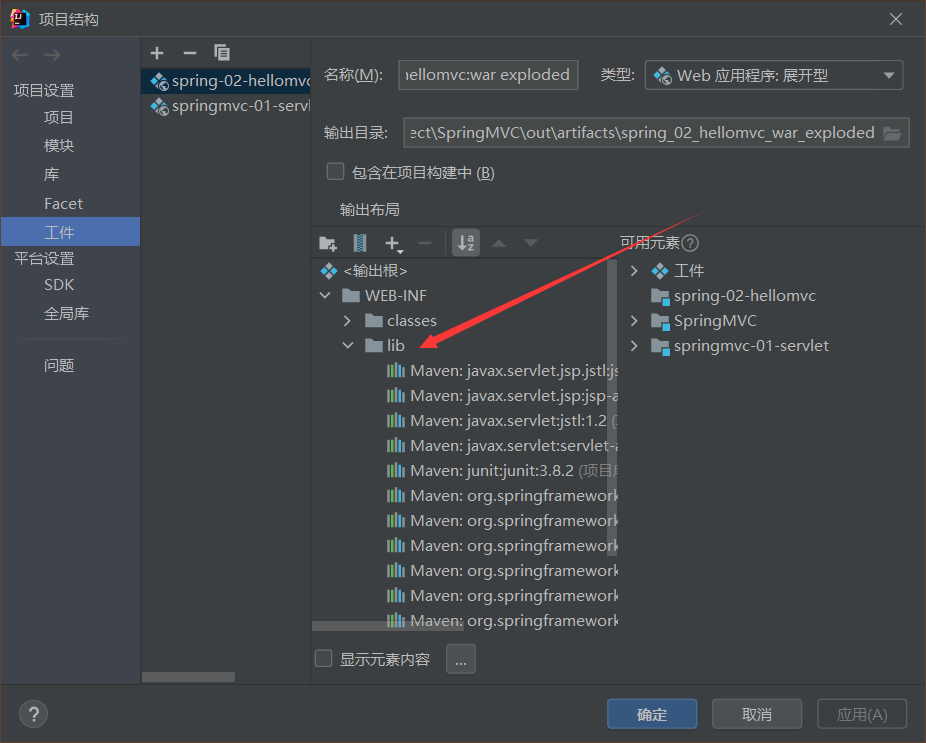 项目结构
项目设置
项目
模块
库
Facet
工件
平台设置
SDK
全局库
问题
spring-02-hellomvc
springmvc-01-servl
名称(M):
hellomvc:war exploded
类型:
Web 应用程序: 展开型
输出目录:
ect\SpringMVC\out\artifacts\spring_02_hellomvc_war_exploded
包含在项目构建中 (B)
输出布局
<输出根>
WEB-INF
classes
lib
Maven: javax.servlet.jsp.jstl:js
Maven: javax.servlet.jsp:jsp-a
Maven: javax.servlet:jstl:1.2
Maven: javax.servlet:servlet-a
Maven: junit:junit:3.8.2 (项目库
Maven: org.springframework
Maven: org.springframework
Maven: org.springframework
Maven: org.springframework
Maven: org.springframework
Maven: org.springframework
可用元素
工件
spring-02-hellomvc
SpringMVC
springmvc-01-servlet
显示元素内容
...
确定
取消
应用(A)